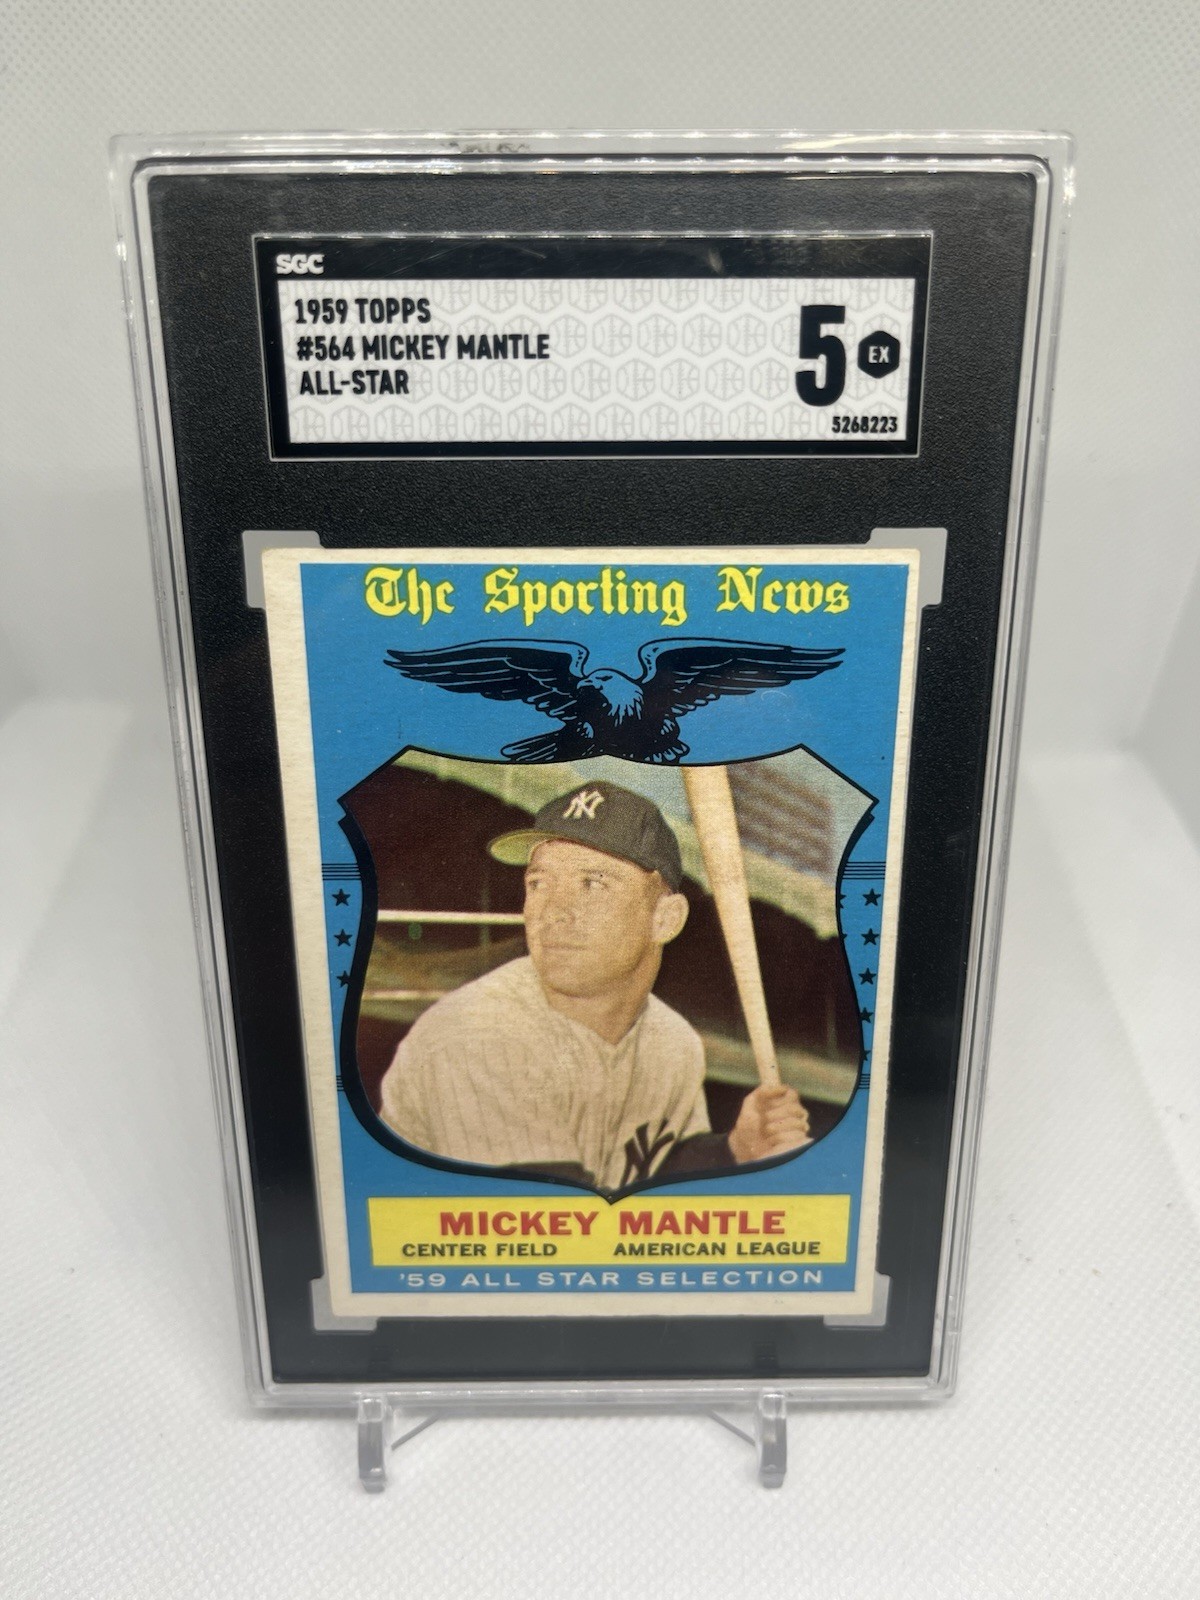 SGC
1959 TOPPS
#564 MICKEY MANTLE
ALL-STAR
5 EX
5268223
The Sporting News
NY
NY
MICKEY MANTLE
CENTER FIELD AMERICAN LEAGUE
'59 ALL STAR SELECTION